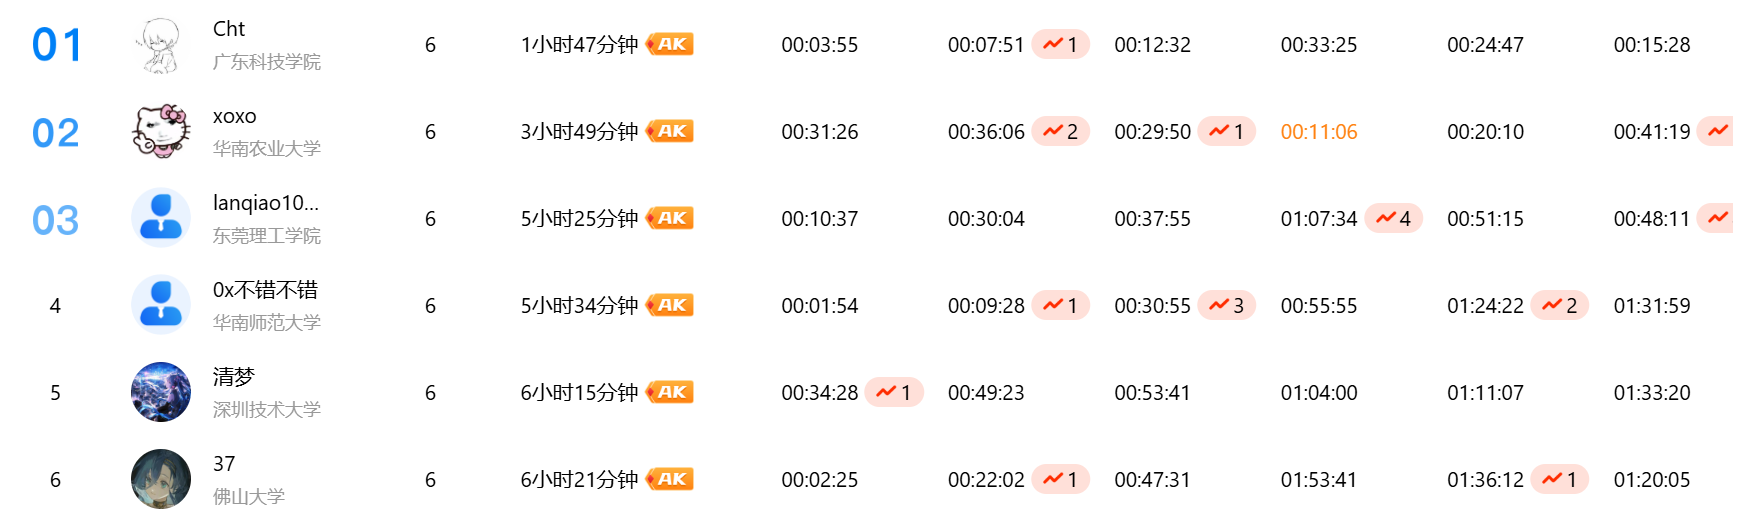 01 Cht 6 1小时47分钟 AK 00:03:55 00:07:51 1 00:12:32 00:33:25 00:24:47 00:15:28
广东科技学院
02 xoxo 6 3小时49分钟 AK 00:31:26 00:36:06 2 00:29:50 1 00:11:06 00:20:10 00:41:19
华南农业大学
03 lanqiao10... 6 5小时25分钟 AK 00:10:37 00:30:04 00:37:55 01:07:34 4 00:51:15 00:48:11
东莞理工学院
4 0x不错不错 6 5小时34分钟 AK 00:01:54 00:09:28 1 00:30:55 3 00:55:55 01:24:22 2 01:31:59
华南师范大学
5 清梦 6 6小时15分钟 AK 00:34:28 1 00:49:23 00:53:41 01:04:00 01:11:07 01:33:20
深圳技术大学
6 37 6 6小时21分钟 AK 00:02:25 00:22:02 1 00:47:31 01:53:41 01:36:12 1 01:20:05
佛山大学